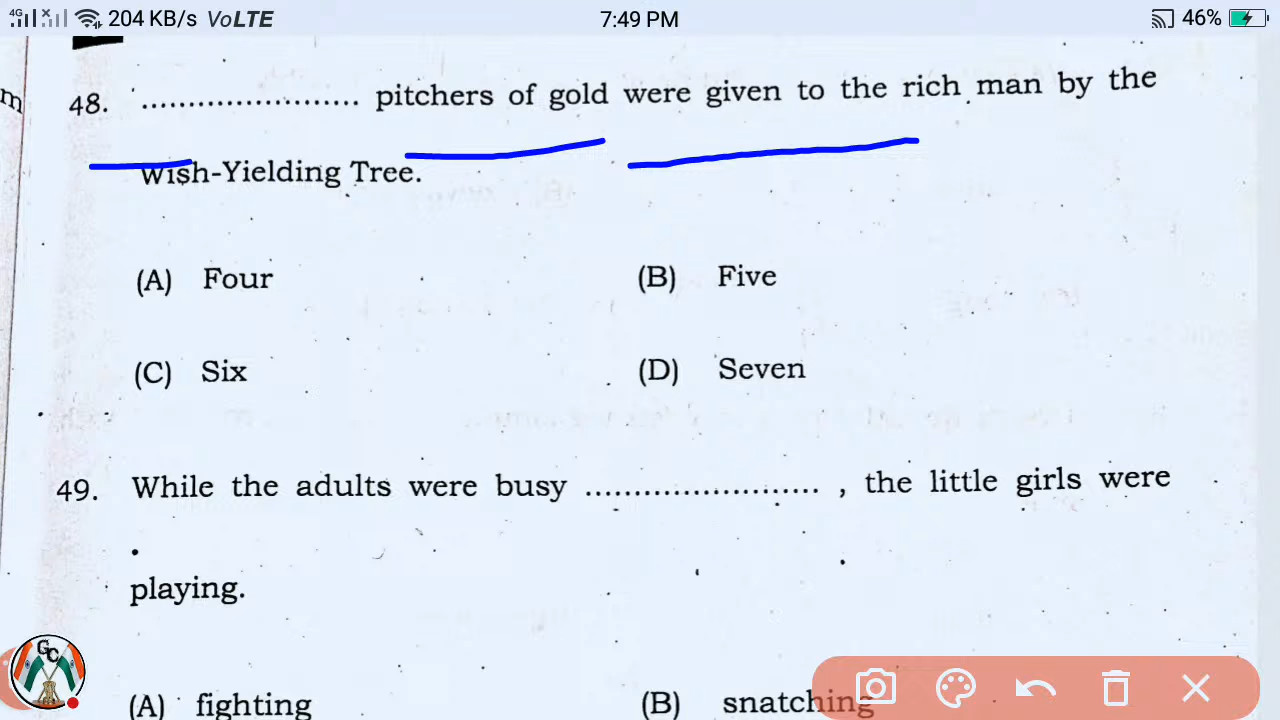 4G 204 KB/s VoLTE 7:49 PM 46%
m
48. ...................... pitchers of gold were given to the rich man by the
wish-Yielding Tree.
(A) Four (B) Five
(C) Six (D) Seven
49. While the adults were busy ........................ , the little girls were
playing.
GC
(A) fighting (B) snatching